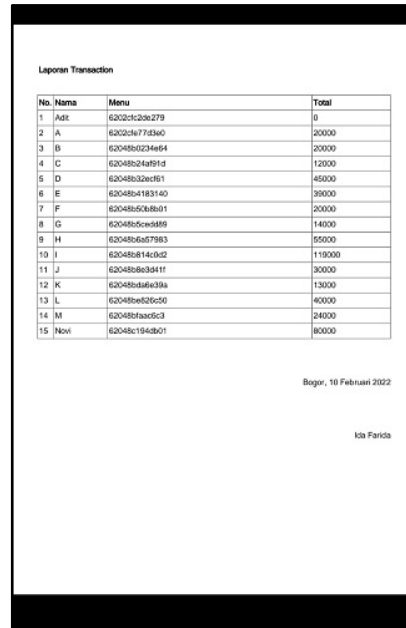 Laporan Transaction
No. Nama Menu Total
1 Adit 6202cfc2de279 0
2 A 6202cfe77d3e0 20000
3 B 62048b0234e64 20000
4 C 62048b24af91d 12000
5 D 62048b32ecf61 45000
6 E 62048b4183140 39000
7 F 62048b50b8b01 20000
8 G 62048b5cedd89 14000
9 H 62048b6a57983 55000
10 I 62048b814c0d2 119000
11 J 62048b8e3d41f 30000
12 K 62048bda6e39a 13000
13 L 62048be826c50 40000
14 M 62048bfaac6c3 24000
15 Novi 62048c194db01 80000
Bogor, 10 Februari 2022
Ida Farida